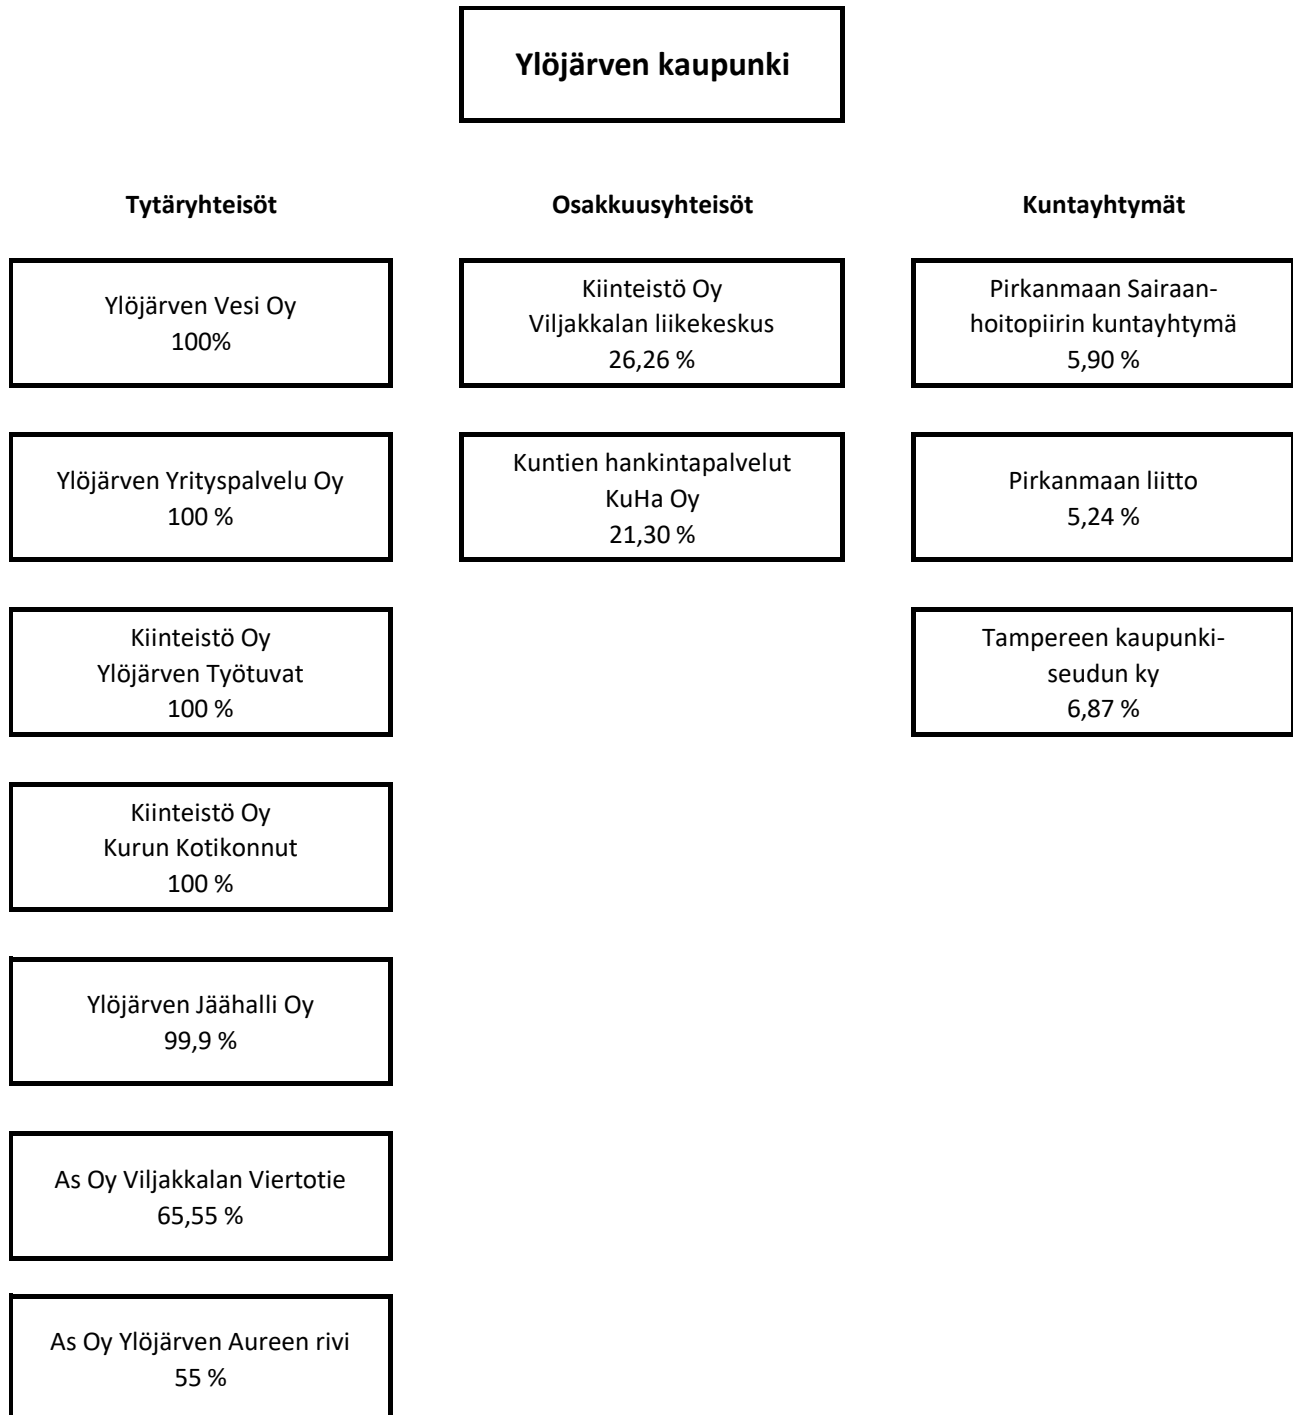 Ylöjärven kaupunki
Tytäryhteisöt
Osakkuusyhteisöt
Kuntayhtymät
Ylöjärven Vesi Oy
100%
Kiinteistö Oy
Viljakkalan liikekeskus
26,26 %
Pirkanmaan Sairaan-
hoitopiirin kuntayhtymä
5,90 %
Ylöjärven Yrityspalvelu Oy
100 %
Kuntien hankintapalvelut
KuHa Oy
21,30 %
Pirkanmaan liitto
5,24 %
Kiinteistö Oy
Ylöjärven Työtuvat
100 %
Tampereen kaupunki-
seudun ky
6,87 %
Kiinteistö Oy
Kurun Kotikonnut
100 %
Ylöjärven Jäähalli Oy
99,9 %
As Oy Viljakkalan Viertotie
65,55 %
As Oy Ylöjärven Aureen rivi
55 %